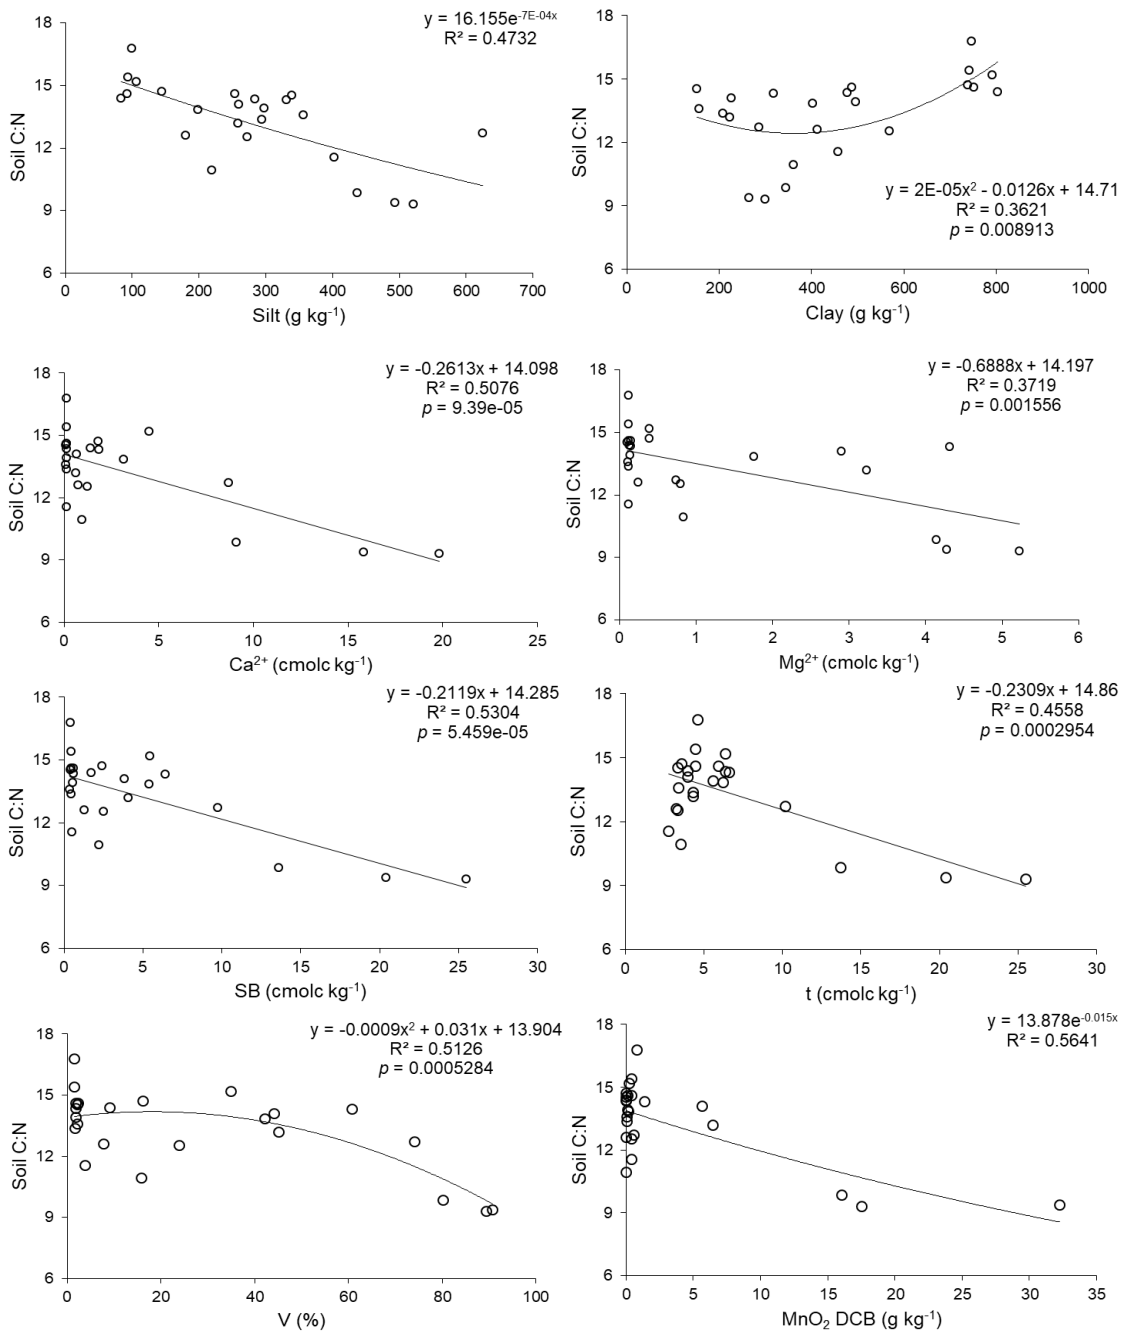 y = 16.155e⁻⁷ᴱ⁻⁰⁴ˣ
R² = 0.4732
18
15
12
9
6
Soil C:N
0 100 200 300 400 500 600 700
Silt (g kg⁻¹)
18
15
12
9
6
Soil C:N
y = 2E-05x² - 0.0126x + 14.71
R² = 0.3621
p = 0.008913
0 200 400 600 800 1000
Clay (g kg⁻¹)
y = -0.2613x + 14.098
R² = 0.5076
p = 9.39e-05
18
15
12
9
6
Soil C:N
0 5 10 15 20 25
Ca²⁺ (cmolc kg⁻¹)
y = -0.6888x + 14.197
R² = 0.3719
p = 0.001556
18
15
12
9
6
Soil C:N
0 1 2 3 4 5 6
Mg²⁺ (cmolc kg⁻¹)
y = -0.2119x + 14.285
R² = 0.5304
p = 5.459e-05
18
15
12
9
6
Soil C:N
0 5 10 15 20 25 30
SB (cmolc kg⁻¹)
y = -0.2309x + 14.86
R² = 0.4558
p = 0.0002954
18
15
12
9
6
Soil C:N
0 5 10 15 20 25 30
t (cmolc kg⁻¹)
y = -0.0009x² + 0.031x + 13.904
R² = 0.5126
p = 0.0005284
18
15
12
9
6
Soil C:N
0 20 40 60 80 100
V (%)
y = 13.878e⁻⁰·⁰¹⁵ˣ
R² = 0.5641
18
15
12
9
6
Soil C:N
0 5 10 15 20 25 30 35
MnO₂ DCB (g kg⁻¹)